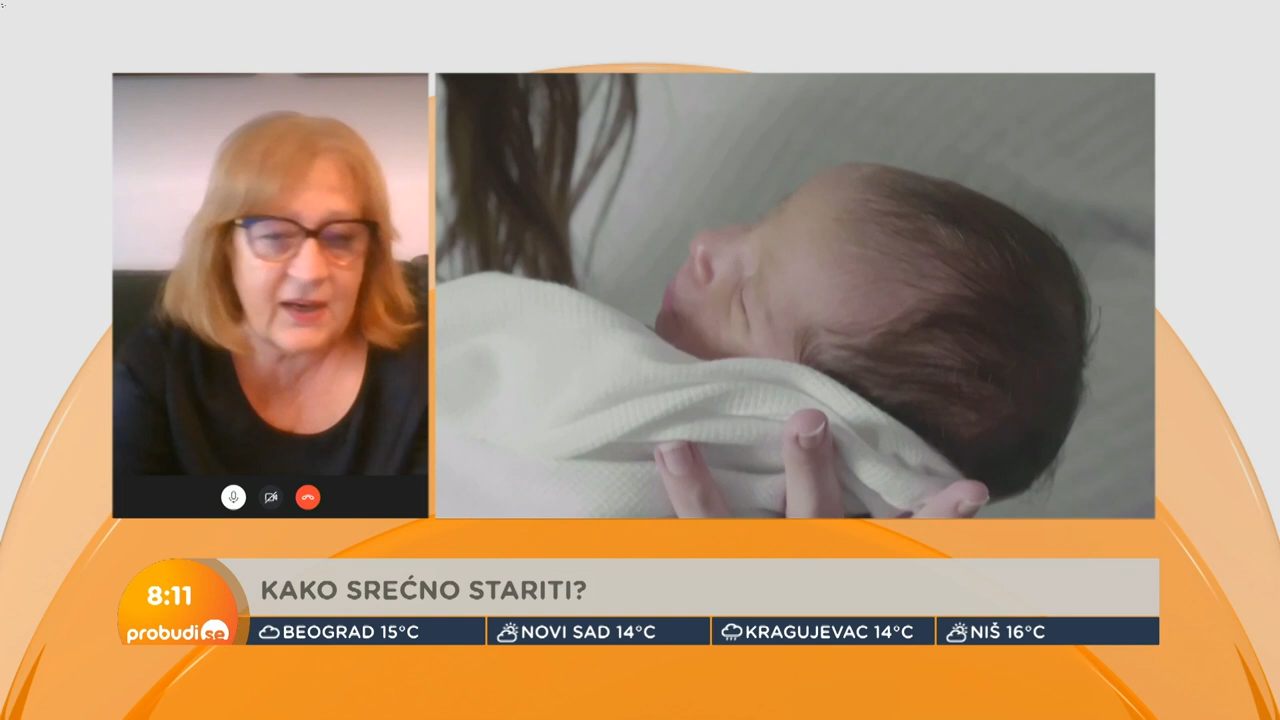 KAKO SREĆNO STARITI?
8:11
probudi se
BEOGRAD 15°C
NOVI SAD 14°C
KRAGUJEVAC 14°C
NIŠ 16°C